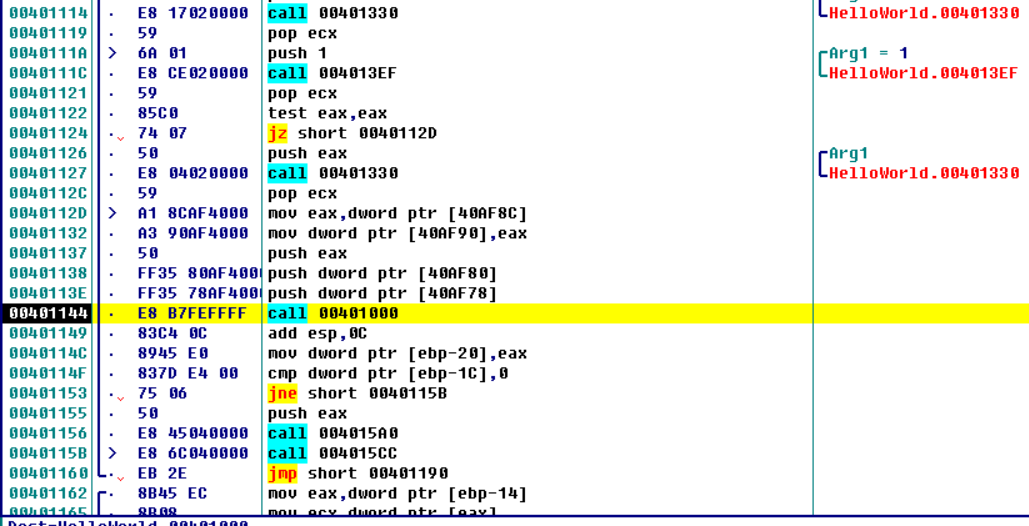 00401114 · E8 17020000 call 00401330 HelloWorld.00401330
00401119 · 59 pop ecx
0040111A > 6A 01 push 1 Arg1 = 1
0040111C · E8 CE020000 call 004013EF HelloWorld.004013EF
00401121 · 59 pop ecx
00401122 · 85C0 test eax,eax
00401124 · 74 07 jz short 0040112D
00401126 · 50 push eax Arg1
00401127 · E8 04020000 call 00401330 HelloWorld.00401330
0040112C · 59 pop ecx
0040112D > A1 8CAF4000 mov eax,dword ptr [40AF8C]
00401132 · A3 90AF4000 mov dword ptr [40AF90],eax
00401137 · 50 push eax
00401138 · FF35 80AF400 push dword ptr [40AF80]
0040113E · FF35 78AF400 push dword ptr [40AF78]
00401144 · E8 B7FEFFFF call 00401000
00401149 · 83C4 0C add esp,0C
0040114C · 8945 E0 mov dword ptr [ebp-20],eax
0040114F · 837D E4 00 cmp dword ptr [ebp-1C],0
00401153 · 75 06 jne short 0040115B
00401155 · 50 push eax
00401156 · E8 45040000 call 004015A0
0040115B > E8 6C040000 call 004015CC
00401160 · EB 2E jmp short 00401190
00401162 · 8B45 EC mov eax,dword ptr [ebp-14]
00401165 · 8B08 mov ecx,dword ptr [eax]
Dest=HelloWorld.00401000